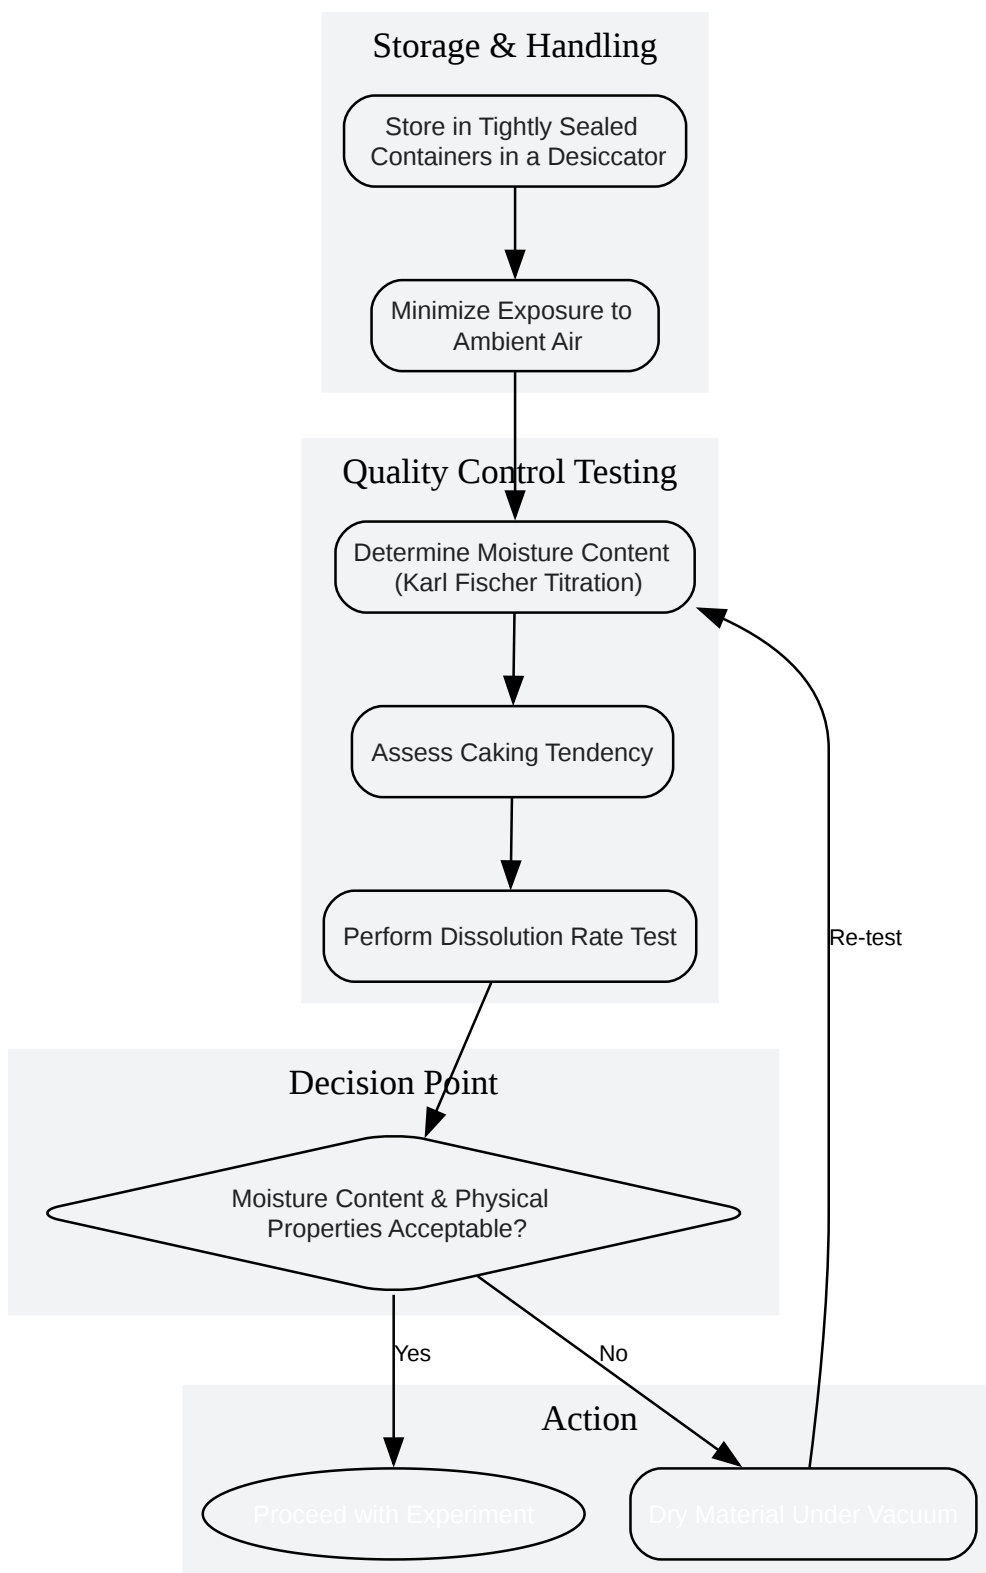 Storage & Handling
Store in Tightly Sealed
Containers in a Desiccator
Minimize Exposure to
Ambient Air
Quality Control Testing
Determine Moisture Content
(Karl Fischer Titration)
Assess Caking Tendency
Perform Dissolution Rate Test
Re-test
Decision Point
Moisture Content & Physical
Properties Acceptable?
Yes
No
Action
Proceed with Experiment
Dry Material Under Vacuum